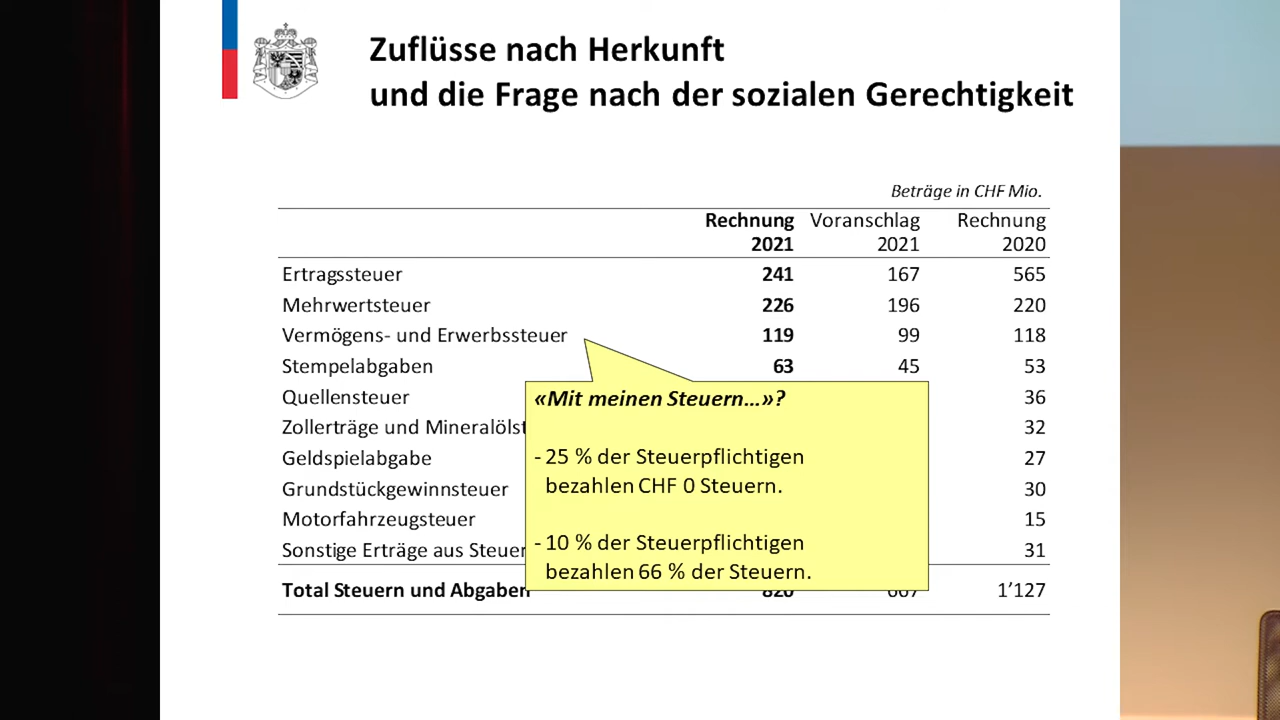 Zuflüsse nach Herkunft
und die Frage nach der sozialen Gerechtigkeit
Beträge in CHF Mio.
Rechnung Voranschlag Rechnung
2021 2021 2020
Ertragssteuer 241 167 565
Mehrwertsteuer 226 196 220
Vermögens- und Erwerbssteuer 119 99 118
Stempelabgaben 63 45 53
Quellensteuer 36
Zollerträge und 32
Geldspielabgabe 27
Grundstückgewinnsteuer 30
Motorfahrzeugsteuer 15
Sonstige Erträge aus 31
Total Steuern und Abgaben 1’127
«Mit meinen Steuern…»?
- 25 % der Steuerpflichtigen
bezahlen CHF 0 Steuern.
- 10 % der Steuerpflichtigen
bezahlen 66 % der Steuern.